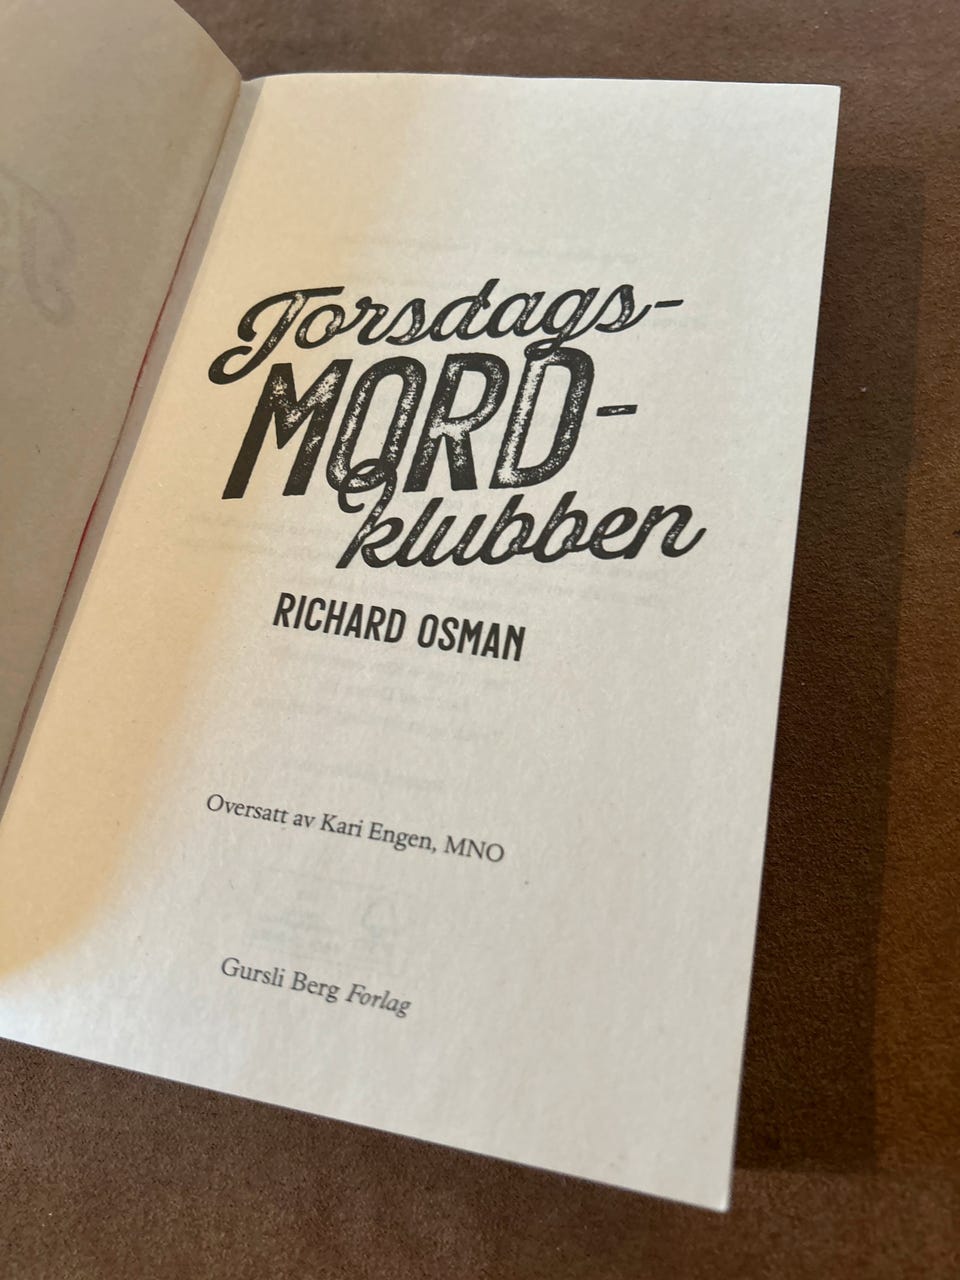 Torsdags-
MORD-
klubben
RICHARD OSMAN
Oversatt av Kari Engen, MNO
Gursli Berg Forlag